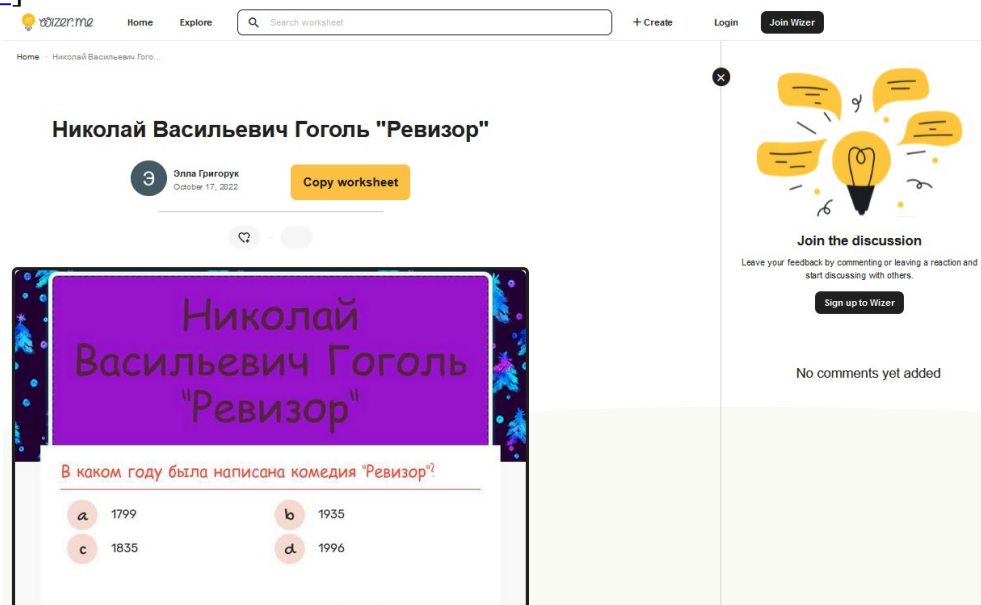 wizer.me Home Explore Search worksheet + Create Login Join Wizer
Home · Николай Васильевич Гого...
Николай Васильевич Гоголь "Ревизор"
Э
Элла Григорук
October 17, 2022
Copy worksheet
Николай
Васильевич Гоголь
"Ревизор"
В каком году была написана комедия "Ревизор"?
a 1799
b 1935
c 1835
d 1996
Join the discussion
Leave your feedback by commenting or leaving a reaction and
start discussing with others.
Sign up to Wizer
No comments yet added